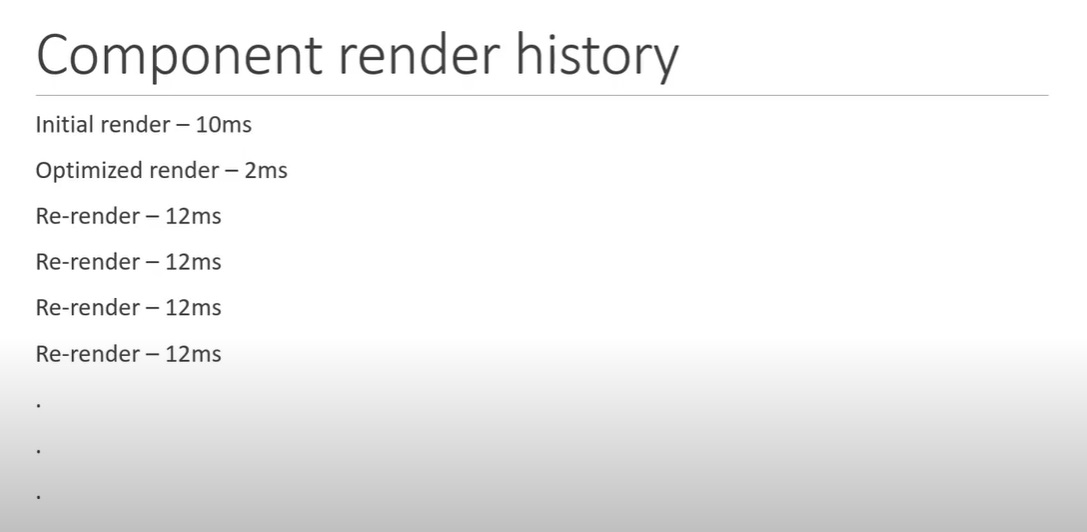 Component render history
Initial render – 10ms
Optimized render – 2ms
Re-render – 12ms
Re-render – 12ms
Re-render – 12ms
Re-render – 12ms
.
.
.